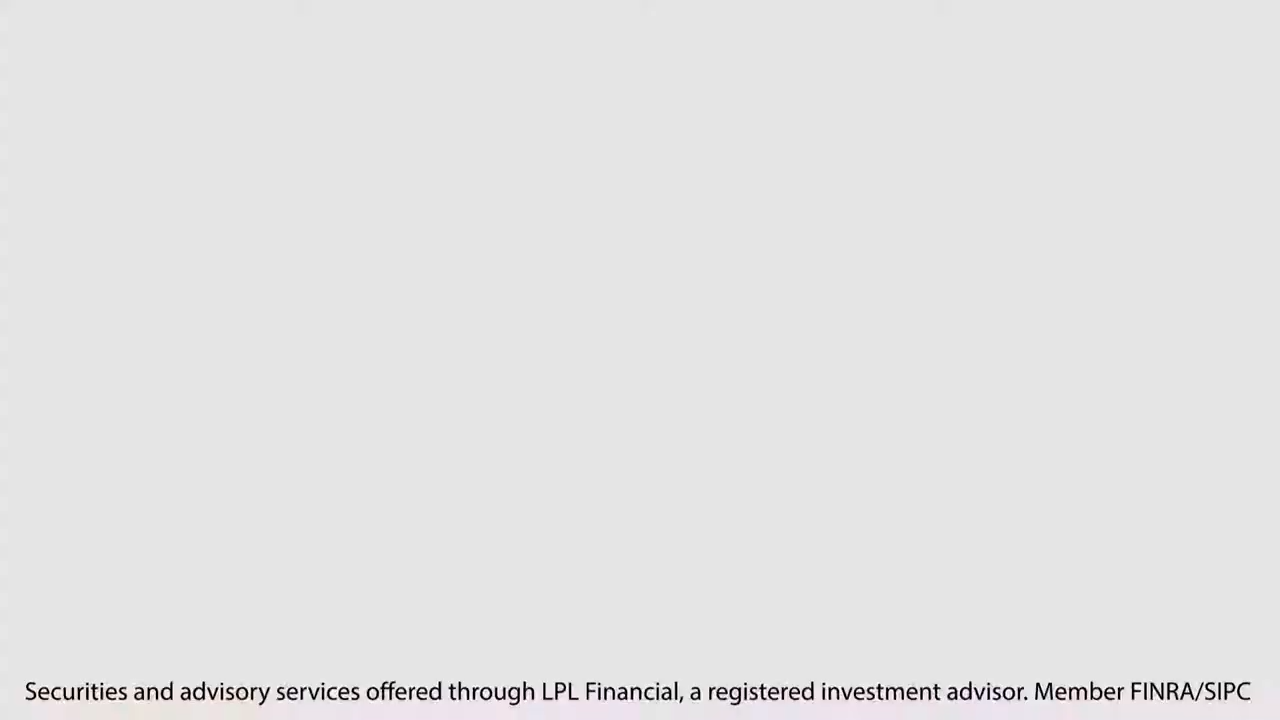 Securities and advisory services offered through LPL Financial, a registered investment advisor. Member FINRA/SIPC